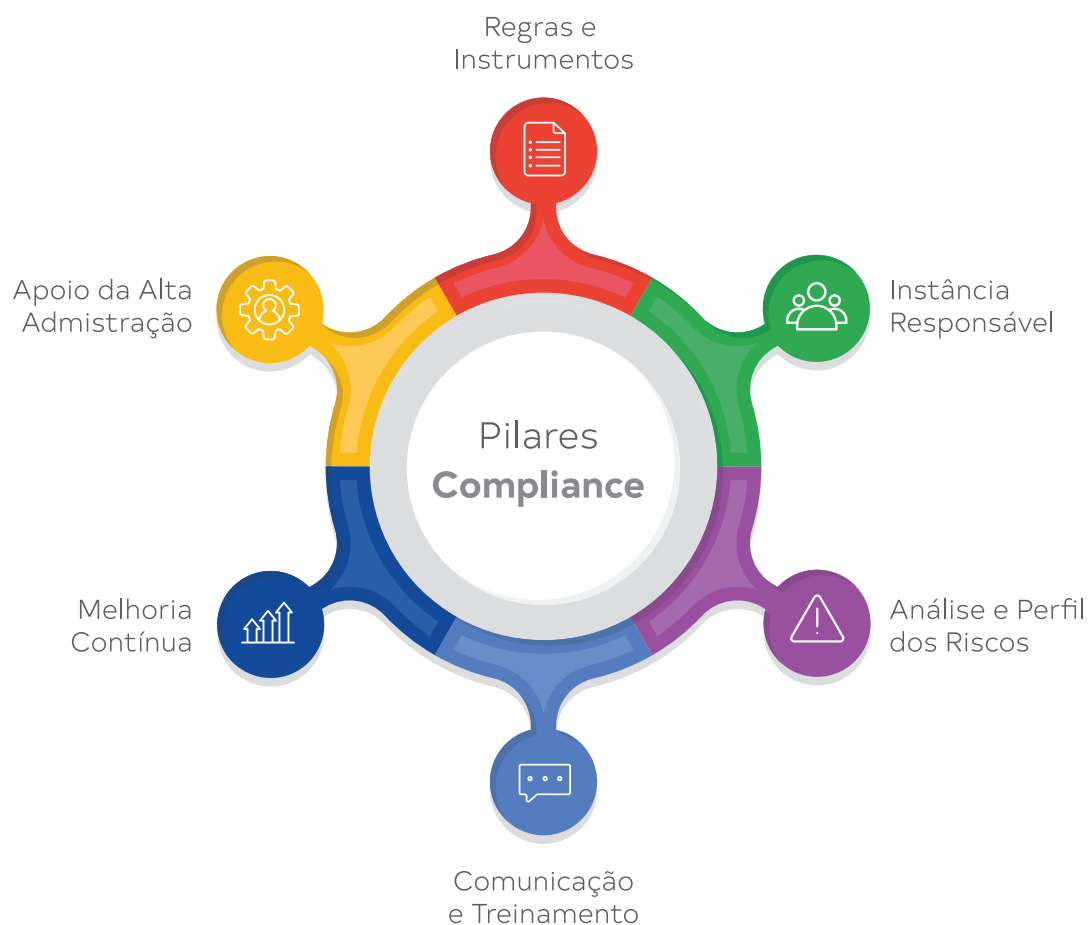 Regras e
Instrumentos
Apoio da Alta
Admistração
Instância
Responsável
Pilares
Compliance
Melhoria
Contínua
Análise e Perfil
dos Riscos
Comunicação
e Treinamento